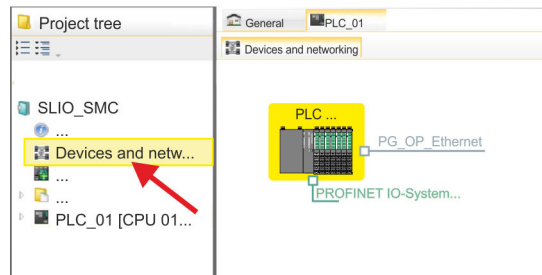 Project tree
SLIO_SMC
...
Devices and netw...
...
...
PLC_01 [CPU 01...
General
PLC_01
Devices and networking
PLC ...
PG_OP_Ethernet
PROFINET IO-System...